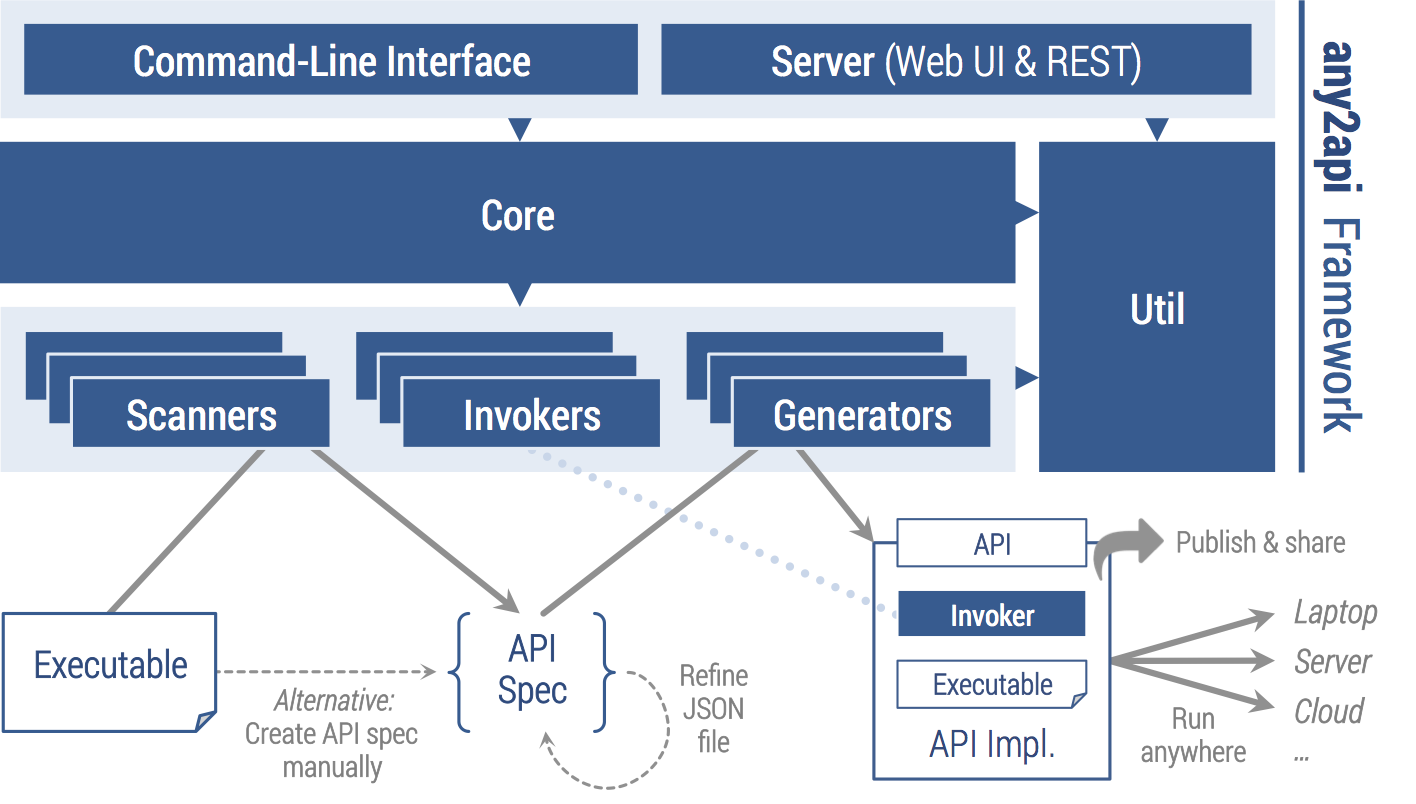 Command-Line Interface
Server (Web UI & REST)
any2api Framework
Core
Util
Scanners
Invokers
Generators
API
Publish & share
Invoker
Executable
API Impl.
Laptop
Server
Cloud
...
Run
anywhere
Executable
Alternative:
Create API spec
manually
API
Spec
Refine
JSON
file